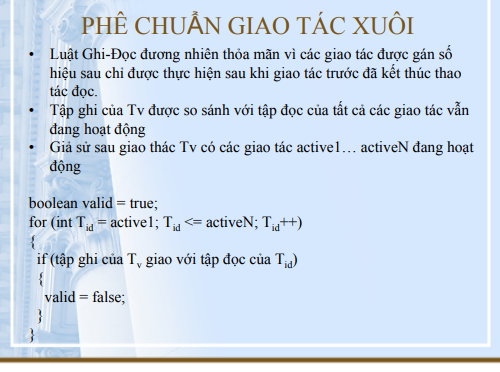 PHÊ CHUẨN GIAO TÁC XUÔI
• Luật Ghi-Đọc đương nhiên thỏa mãn vì các giao tác được gán số
hiệu sau chỉ được thực hiện sau khi giao tác trước đã kết thúc thao
tác đọc.
• Tập ghi của Tv được so sánh với tập đọc của tất cả các giao tác vẫn
đang hoạt động
• Giả sử sau giao thác Tv có các giao tác active1… activeN đang hoạt
động
boolean valid = true;
for (int Tid = active1; Tid <= activeN; Tid++)
{
if (tập ghi của Tv giao với tập đọc của Tid)
{
valid = false;
}
}